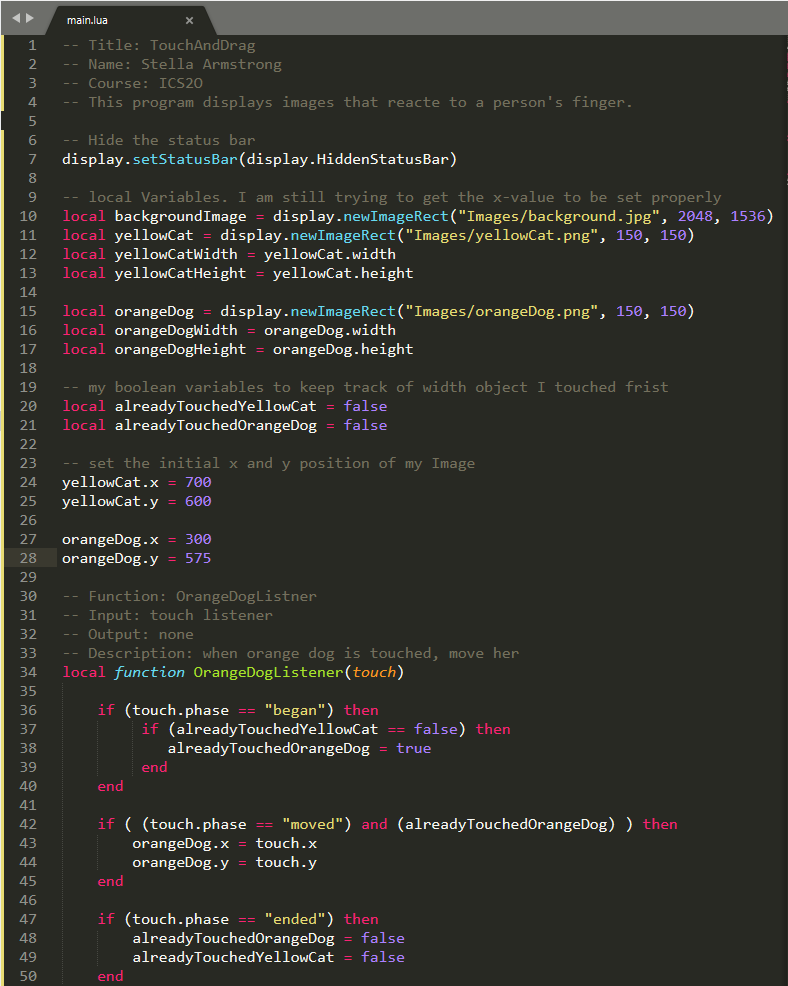 main.lua ×
1 -- Title: TouchAndDrag
2 -- Name: Stella Armstrong
3 -- Course: ICS2O
4 -- This program displays images that reacte to a person's finger.
5
6 -- Hide the status bar
7 display.setStatusBar(display.HiddenStatusBar)
8
9 -- local Variables. I am still trying to get the x-value to be set properly
10 local backgroundImage = display.newImageRect("Images/background.jpg", 2048, 1536)
11 local yellowCat = display.newImageRect("Images/yellowCat.png", 150, 150)
12 local yellowCatWidth = yellowCat.width
13 local yellowCatHeight = yellowCat.height
14
15 local orangeDog = display.newImageRect("Images/orangeDog.png", 150, 150)
16 local orangeDogWidth = orangeDog.width
17 local orangeDogHeight = orangeDog.height
18
19 -- my boolean variables to keep track of width object I touched frist
20 local alreadyTouchedYellowCat = false
21 local alreadyTouchedOrangeDog = false
22
23 -- set the initial x and y position of my Image
24 yellowCat.x = 700
25 yellowCat.y = 600
26
27 orangeDog.x = 300
28 orangeDog.y = 575
29
30 -- Function: OrangeDogListner
31 -- Input: touch listener
32 -- Output: none
33 -- Description: when orange dog is touched, move her
34 local function OrangeDogListener(touch)
35
36 if (touch.phase == "began") then
37 if (alreadyTouchedYellowCat == false) then
38 alreadyTouchedOrangeDog = true
39 end
40 end
41
42 if ( (touch.phase == "moved") and (alreadyTouchedOrangeDog) ) then
43 orangeDog.x = touch.x
44 orangeDog.y = touch.y
45 end
46
47 if (touch.phase == "ended") then
48 alreadyTouchedOrangeDog = false
49 alreadyTouchedYellowCat = false
50 end